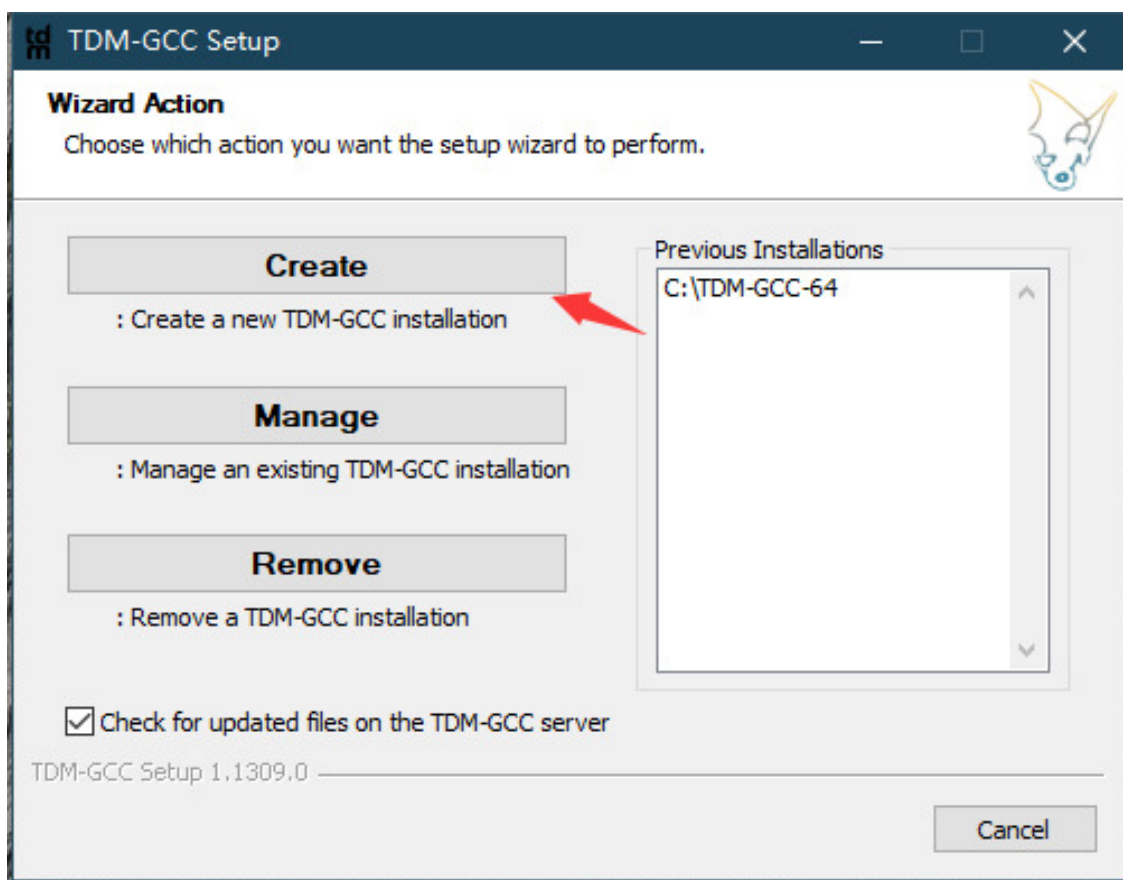 tdm
TDM-GCC Setup
Wizard Action
Choose which action you want the setup wizard to perform.
Create
: Create a new TDM-GCC installation
Manage
: Manage an existing TDM-GCC installation
Remove
: Remove a TDM-GCC installation
Previous Installations
C:\TDM-GCC-64
Check for updated files on the TDM-GCC server
TDM-GCC Setup 1.1309.0
Cancel